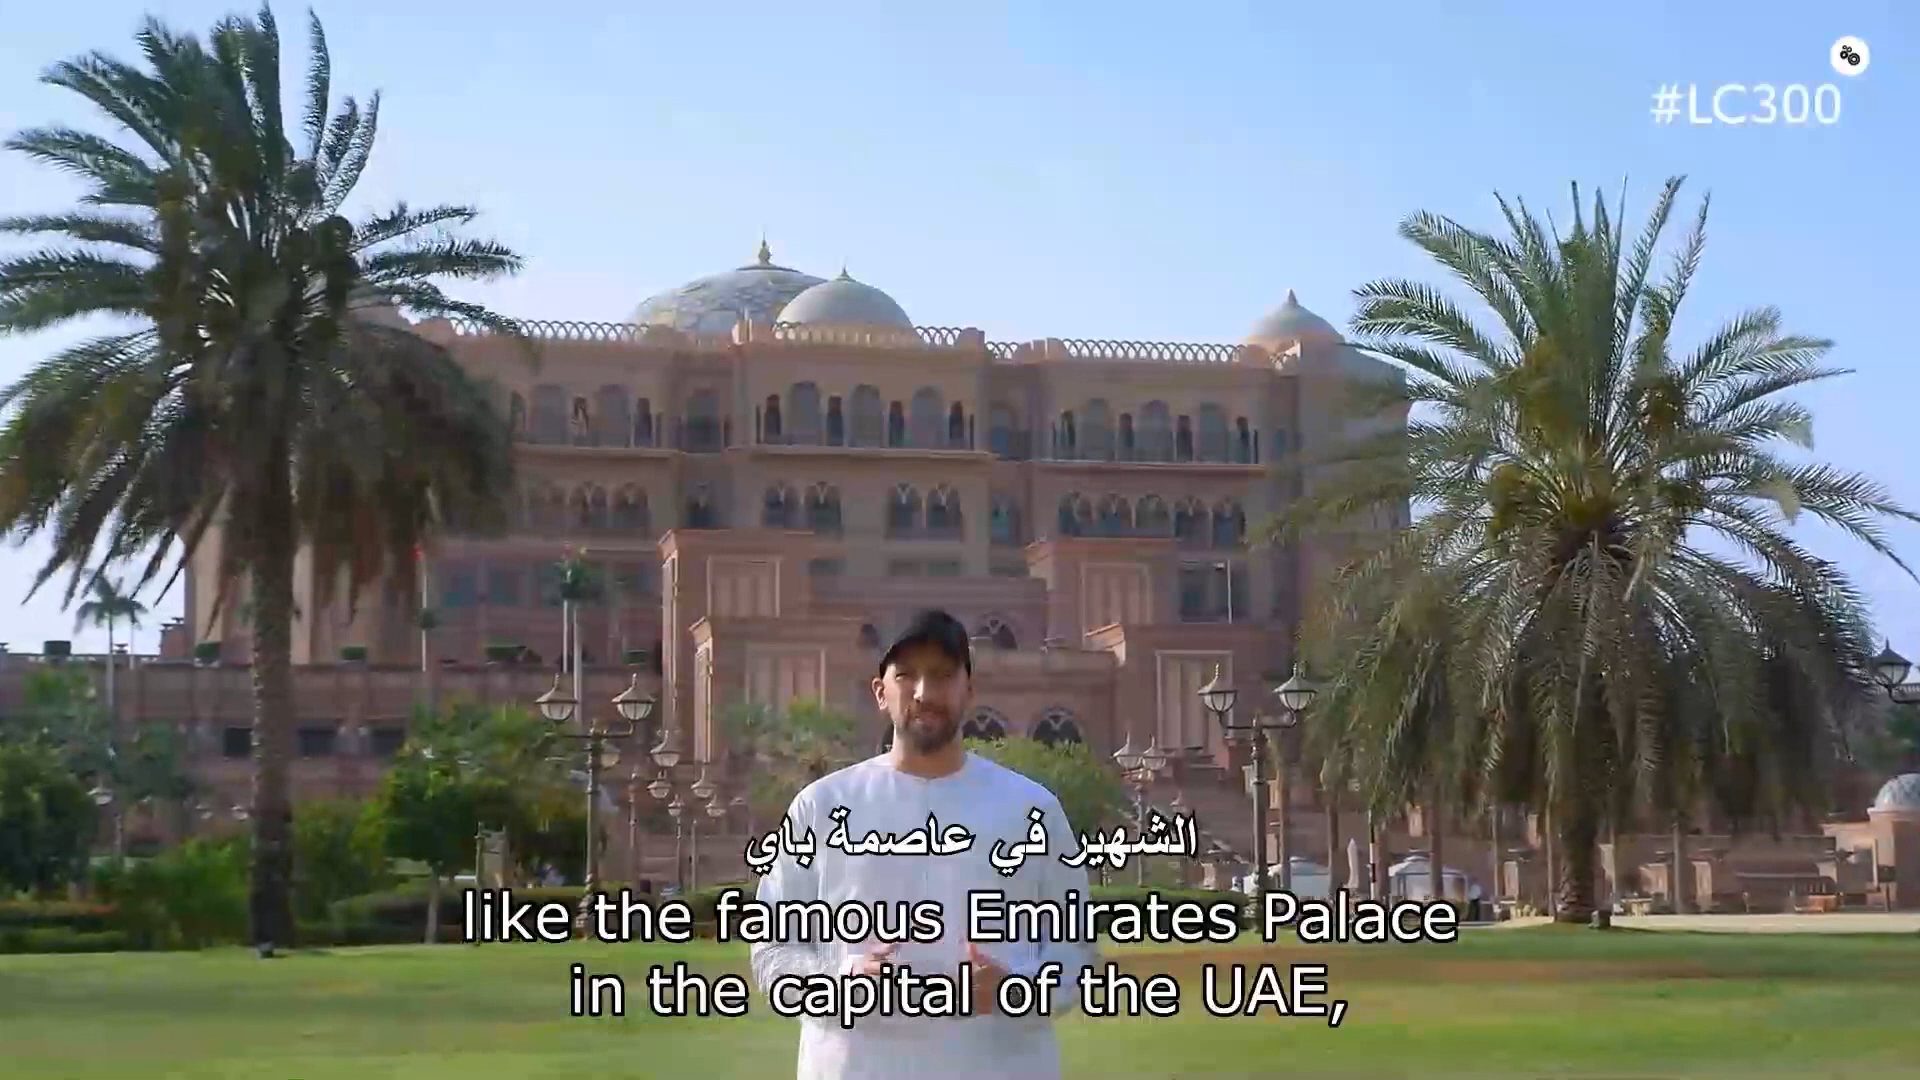 #LC300
الشهير في عاصمة باي
like the famous Emirates Palace
in the capital of the UAE,